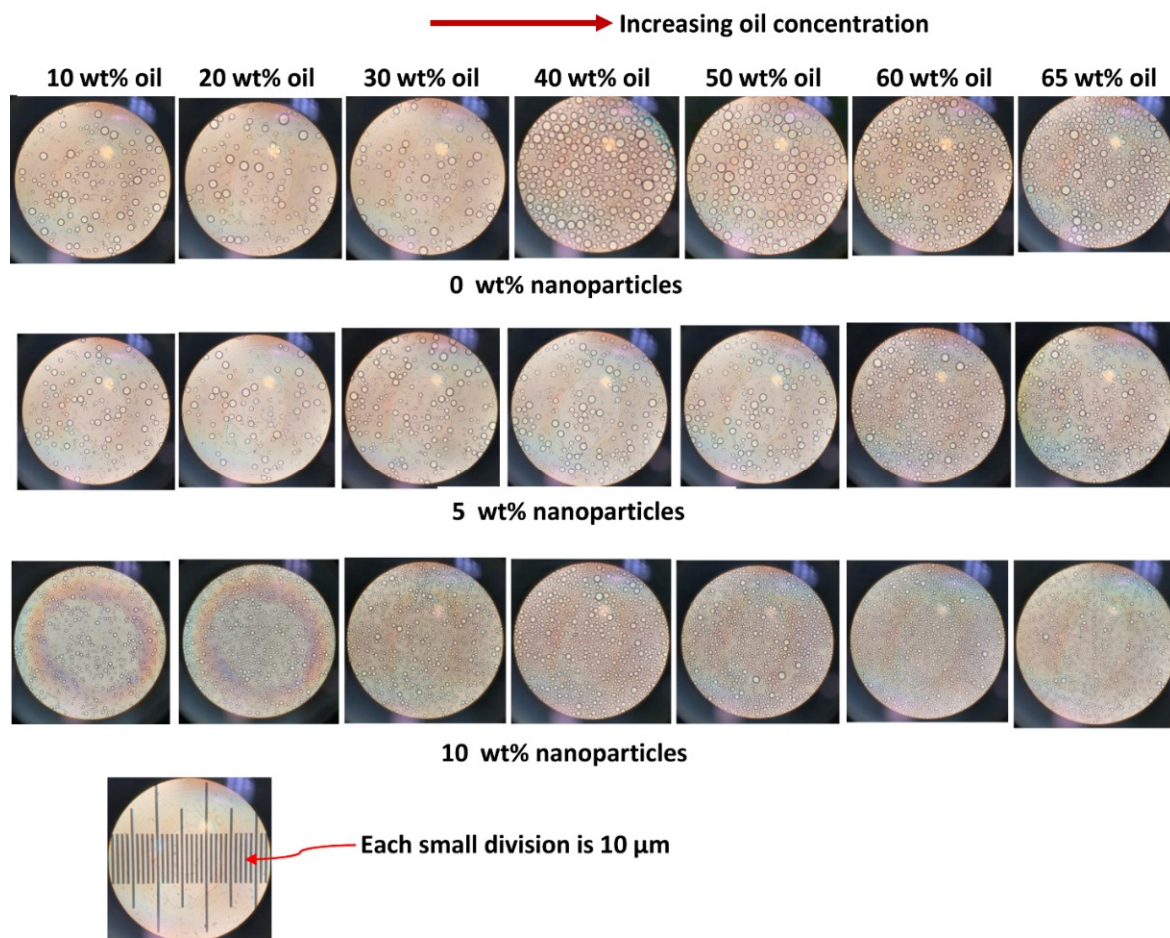 Increasing oil concentration
10 wt% oil 20 wt% oil 30 wt% oil 40 wt% oil 50 wt% oil 60 wt% oil 65 wt% oil
0 wt% nanoparticles
5 wt% nanoparticles
10 wt% nanoparticles
Each small division is 10 µm